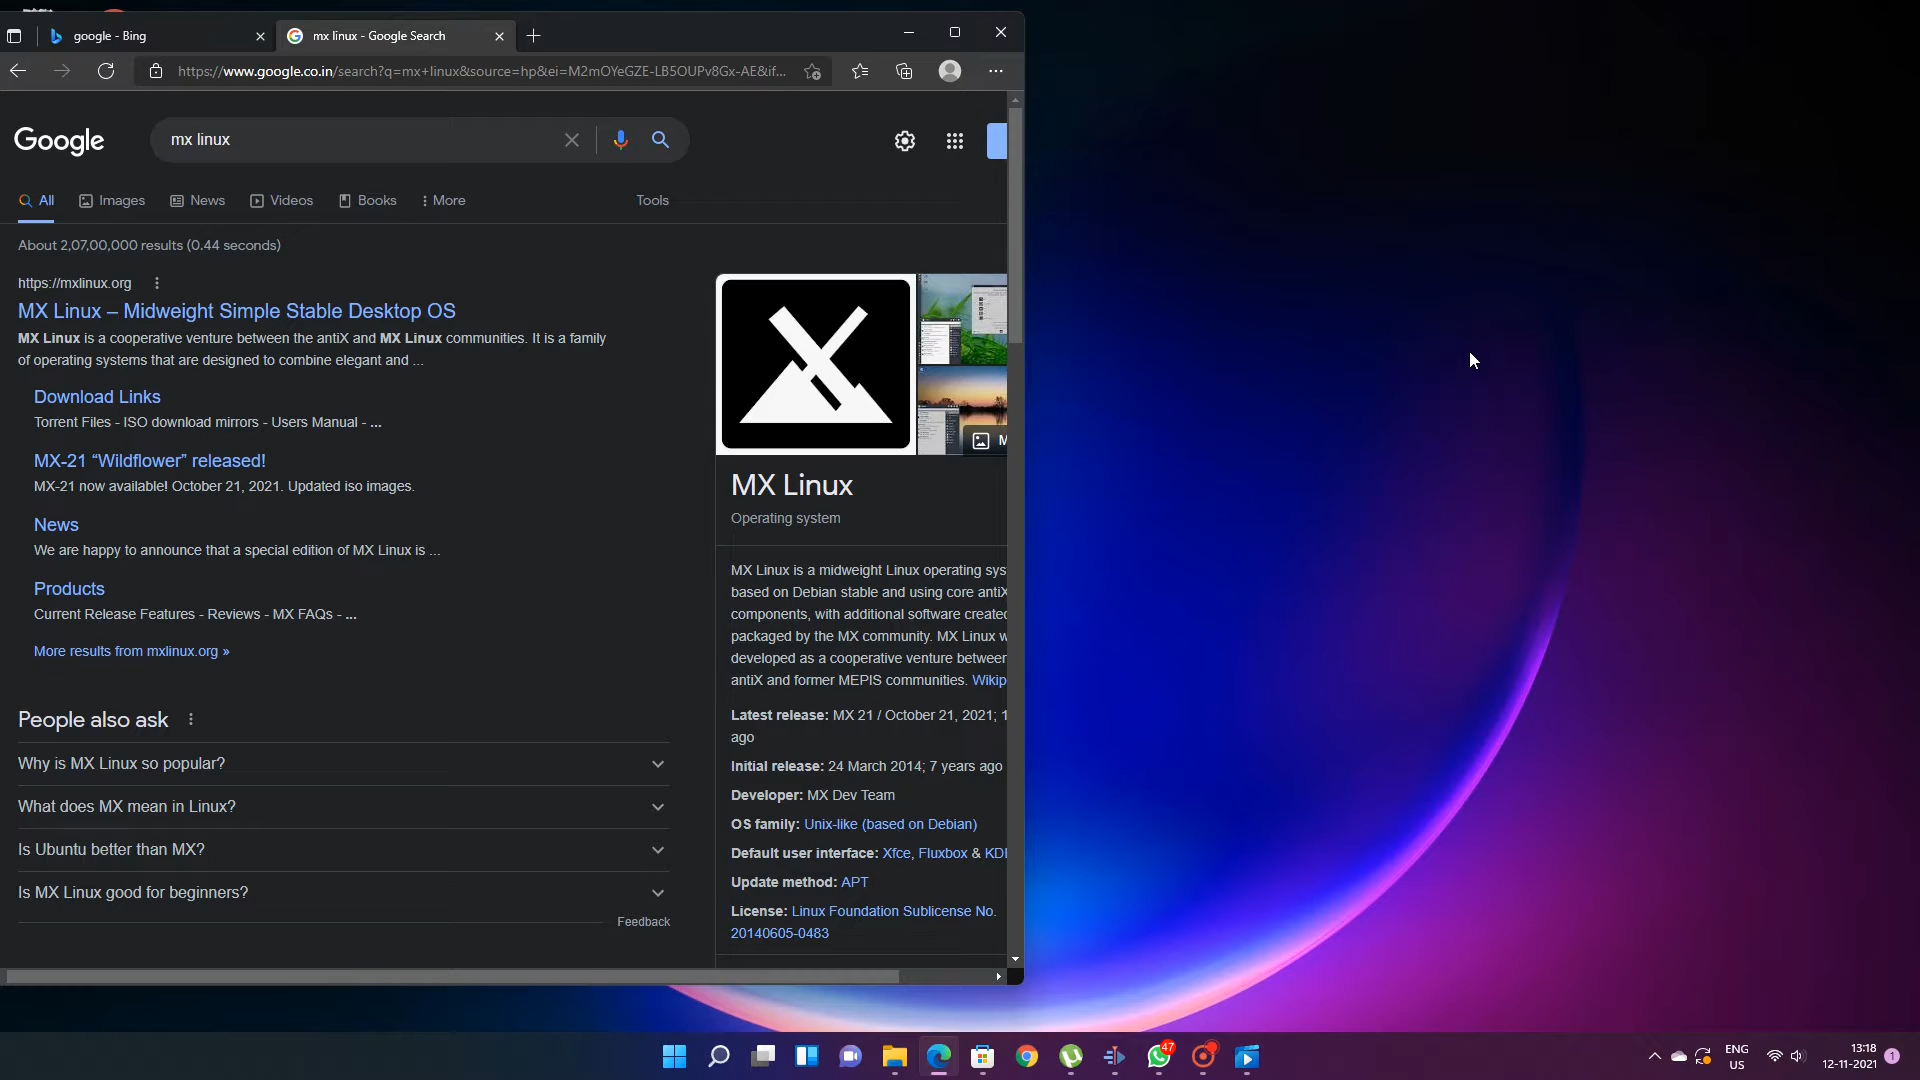 google - Bing
mx linux - Google Search
https://www.google.co.in/search?q=mx+linux&source=hp&ei=M2mOYeGZE-LB5OUPv8Gx-AE&if...
Google
mx linux
All
Images
News
Videos
Books
More
Tools
About 2,07,00,000 results (0.44 seconds)
https://mxlinux.org
MX Linux – Midweight Simple Stable Desktop OS
MX Linux is a cooperative venture between the antiX and MX Linux communities. It is a family
of operating systems that are designed to combine elegant and ...
Download Links
Torrent Files - ISO download mirrors - Users Manual - ...
MX-21 “Wildflower” released!
MX-21 now available! October 21, 2021. Updated iso images.
News
We are happy to announce that a special edition of MX Linux is ...
Products
Current Release Features - Reviews - MX FAQs - ...
More results from mxlinux.org »
People also ask
Why is MX Linux so popular?
What does MX mean in Linux?
Is Ubuntu better than MX?
Is MX Linux good for beginners?
Feedback
M
MX Linux
Operating system
MX Linux is a midweight Linux operating sys
based on Debian stable and using core antiX
components, with additional software created
packaged by the MX community. MX Linux w
developed as a cooperative venture between
antiX and former MEPIS communities. Wikip
Latest release: MX 21 / October 21, 2021; 1
ago
Initial release: 24 March 2014; 7 years ago
Developer: MX Dev Team
OS family: Unix-like (based on Debian)
Default user interface: Xfce, Fluxbox & KDE
Update method: APT
License: Linux Foundation Sublicense No.
20140605-0483
47
ENG
US
13:18
12-11-2021
1